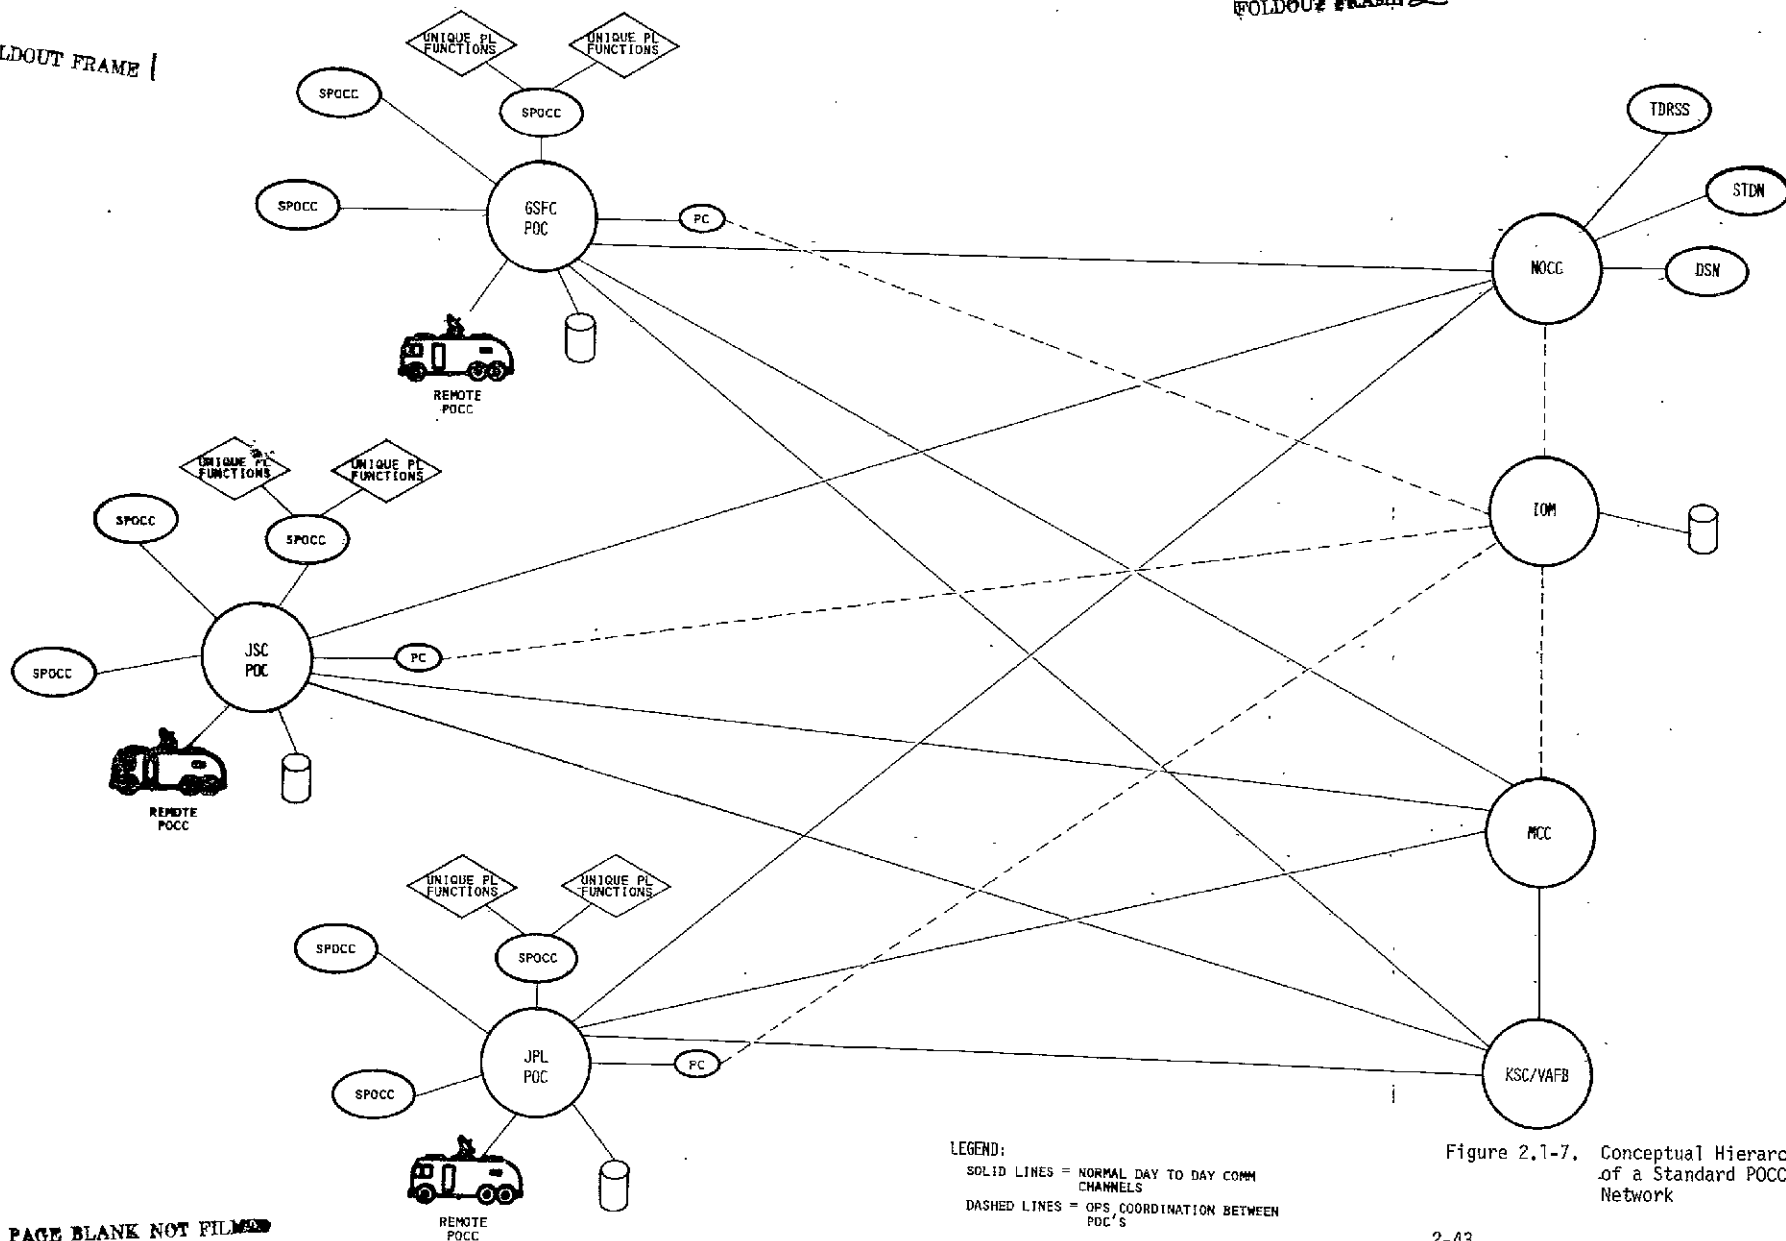 LDOUT FRAME 1
FOLDOUT FRAME 2
UNIQUE PL
FUNCTIONS
UNIQUE PL
FUNCTIONS
SPOCC
SPOCC
SPOCC
GSFC
POC
PC
REMOTE
POCC
TDRSS
STDN
NOCC
DSN
UNIQUE PL
FUNCTIONS
UNIQUE PL
FUNCTIONS
SPOCC
SPOCC
SPOCC
JSC
POC
PC
REMOTE
POCC
IOM
MCC
UNIQUE PL
FUNCTIONS
UNIQUE PL
FUNCTIONS
SPOCC
SPOCC
SPOCC
JPL
POC
PC
REMOTE
POCC
KSC/VAFB
LEGEND:
SOLID LINES = NORMAL DAY TO DAY COMM
CHANNELS
DASHED LINES = OPS COORDINATION BETWEEN
POC'S
Figure 2.1-7. Conceptual Hierarc
of a Standard POCC
Network
PAGE BLANK NOT FILMED
2-43